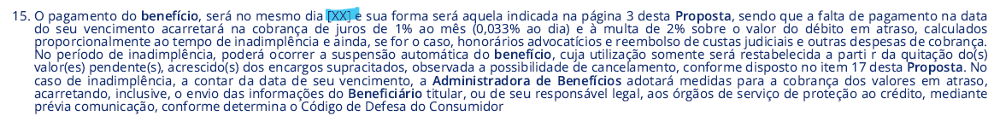 15. O pagamento do benefício, será no mesmo dia [XX] e sua forma será aquela indicada na página 3 desta Proposta, sendo que a falta de pagamento na data
do seu vencimento acarretará na cobrança de juros de 1% ao mês (0,033% ao dia) e à multa de 2% sobre o valor do débito em atraso, calculados
proporcionalmente ao tempo de inadimplência e ainda, se for o caso, honorários advocatícios e reembolso de custas judiciais e outras despesas de cobrança.
No período de inadimplência, poderá ocorrer a suspensão automática do benefício, cuja utilização somente será restabelecida a parti r da quitação do(s)
valor(es) pendente(s), acrescido(s) dos encargos supracitados, observada a possibilidade de cancelamento, conforme disposto no item 17 desta Proposta. No
caso de inadimplência, a contar da data de seu vencimento, a Administradora de Benefícios adotará medidas para a cobrança dos valores em atraso,
acarretando, inclusive, o envio das informações do Beneficiário titular, ou de seu responsável legal, aos órgãos de serviço de proteção ao crédito, mediante
prévia comunicação, conforme determina o Código de Defesa do Consumidor